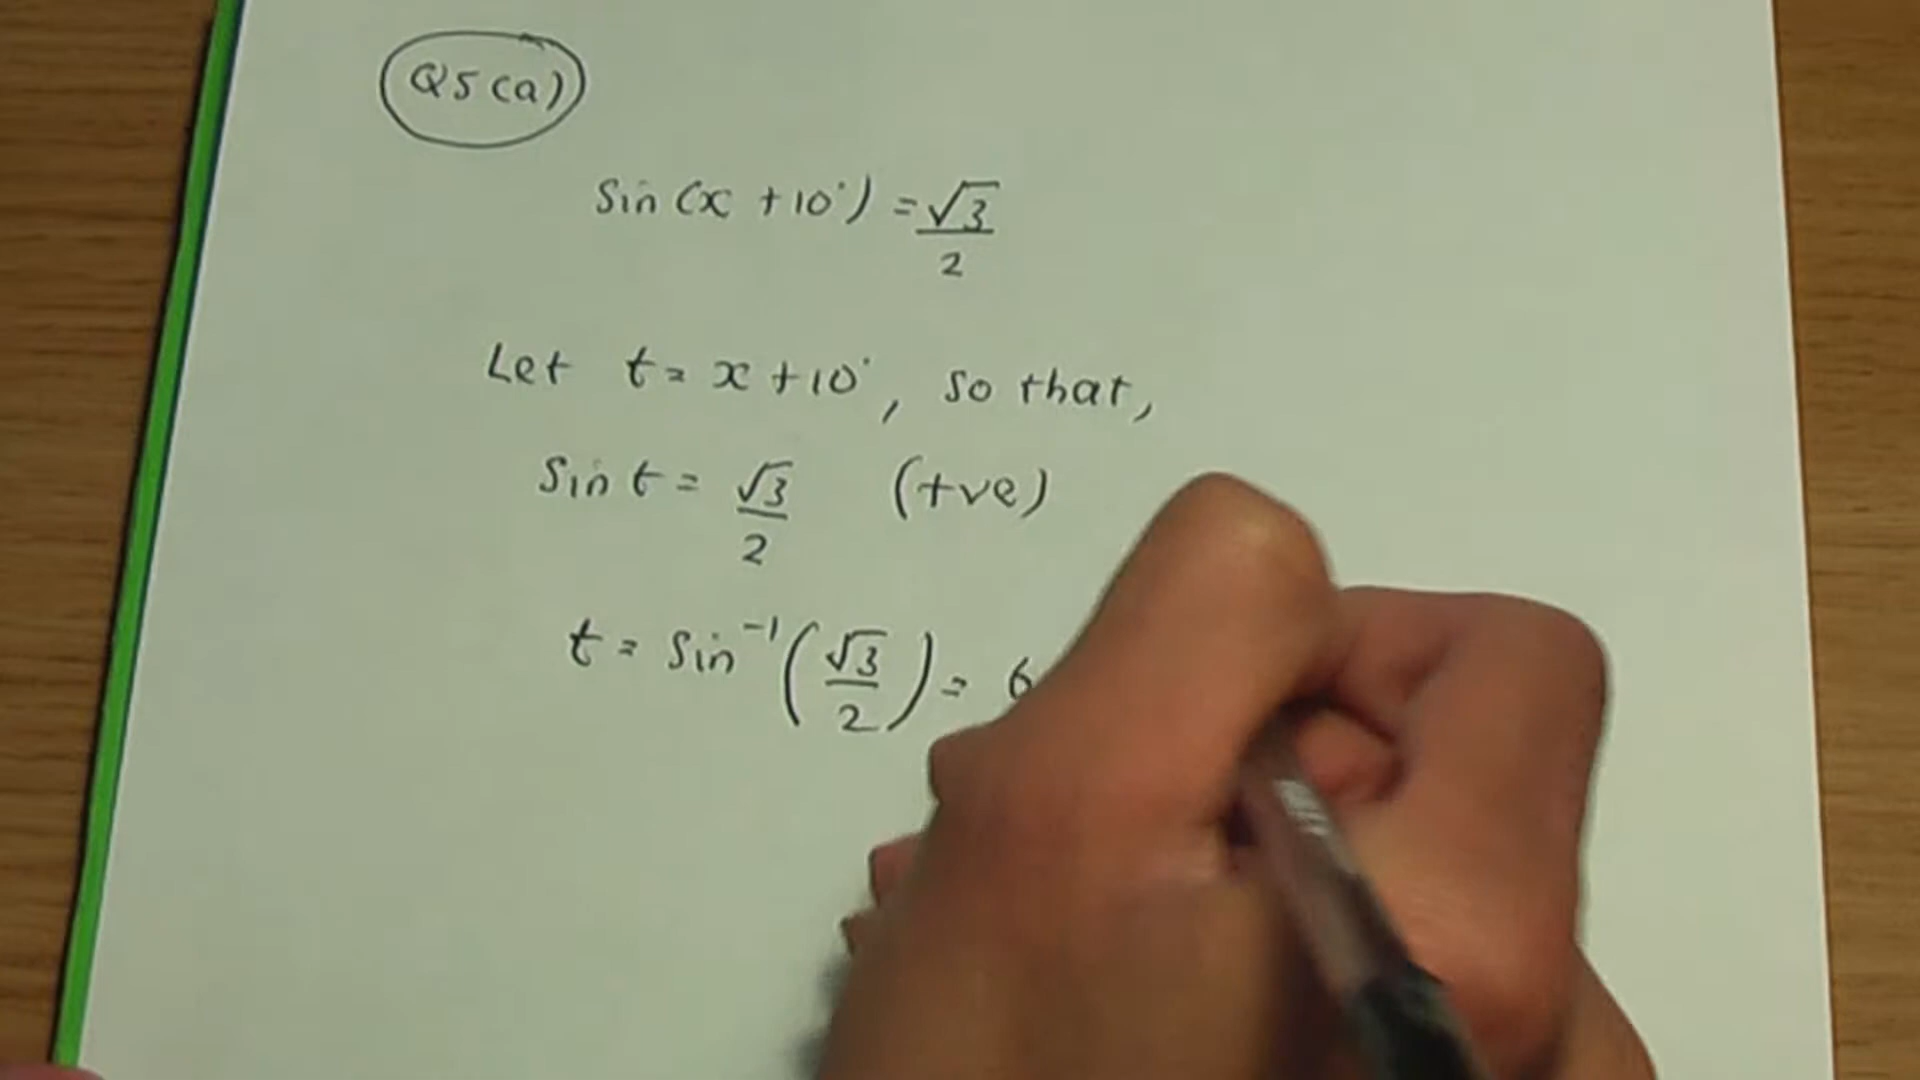 Q5(a)
Sin (x + 10°) = √3/2
Let t = x + 10°, so that,
Sin t = √3/2 (+ve)
t = Sin⁻¹(√3/2) = 6